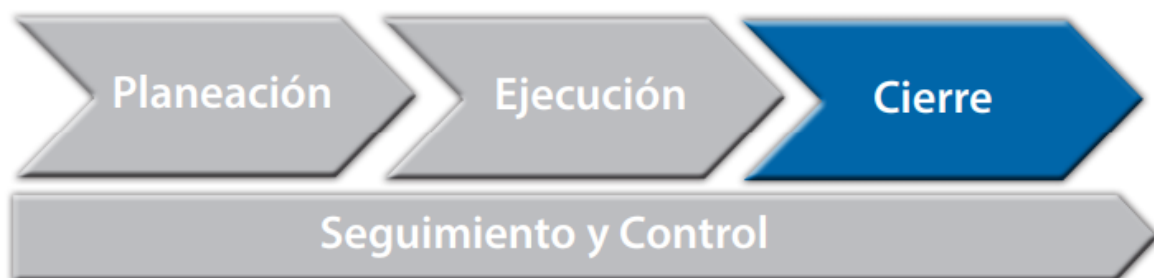 Planeación
Ejecución
Cierre
Seguimiento y Control